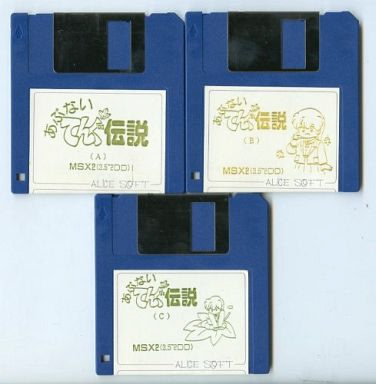 あぶない
てんぐ伝説
(A)
MSX2(3.5"2DD)
ALICE SOFT
あぶない
てんぐ伝説
(B)
MSX2(3.5"2DD)
ALICE SOFT
あぶない
てんぐ伝説
(C)
MSX2(3.5"2DD)
ALICE SOFT